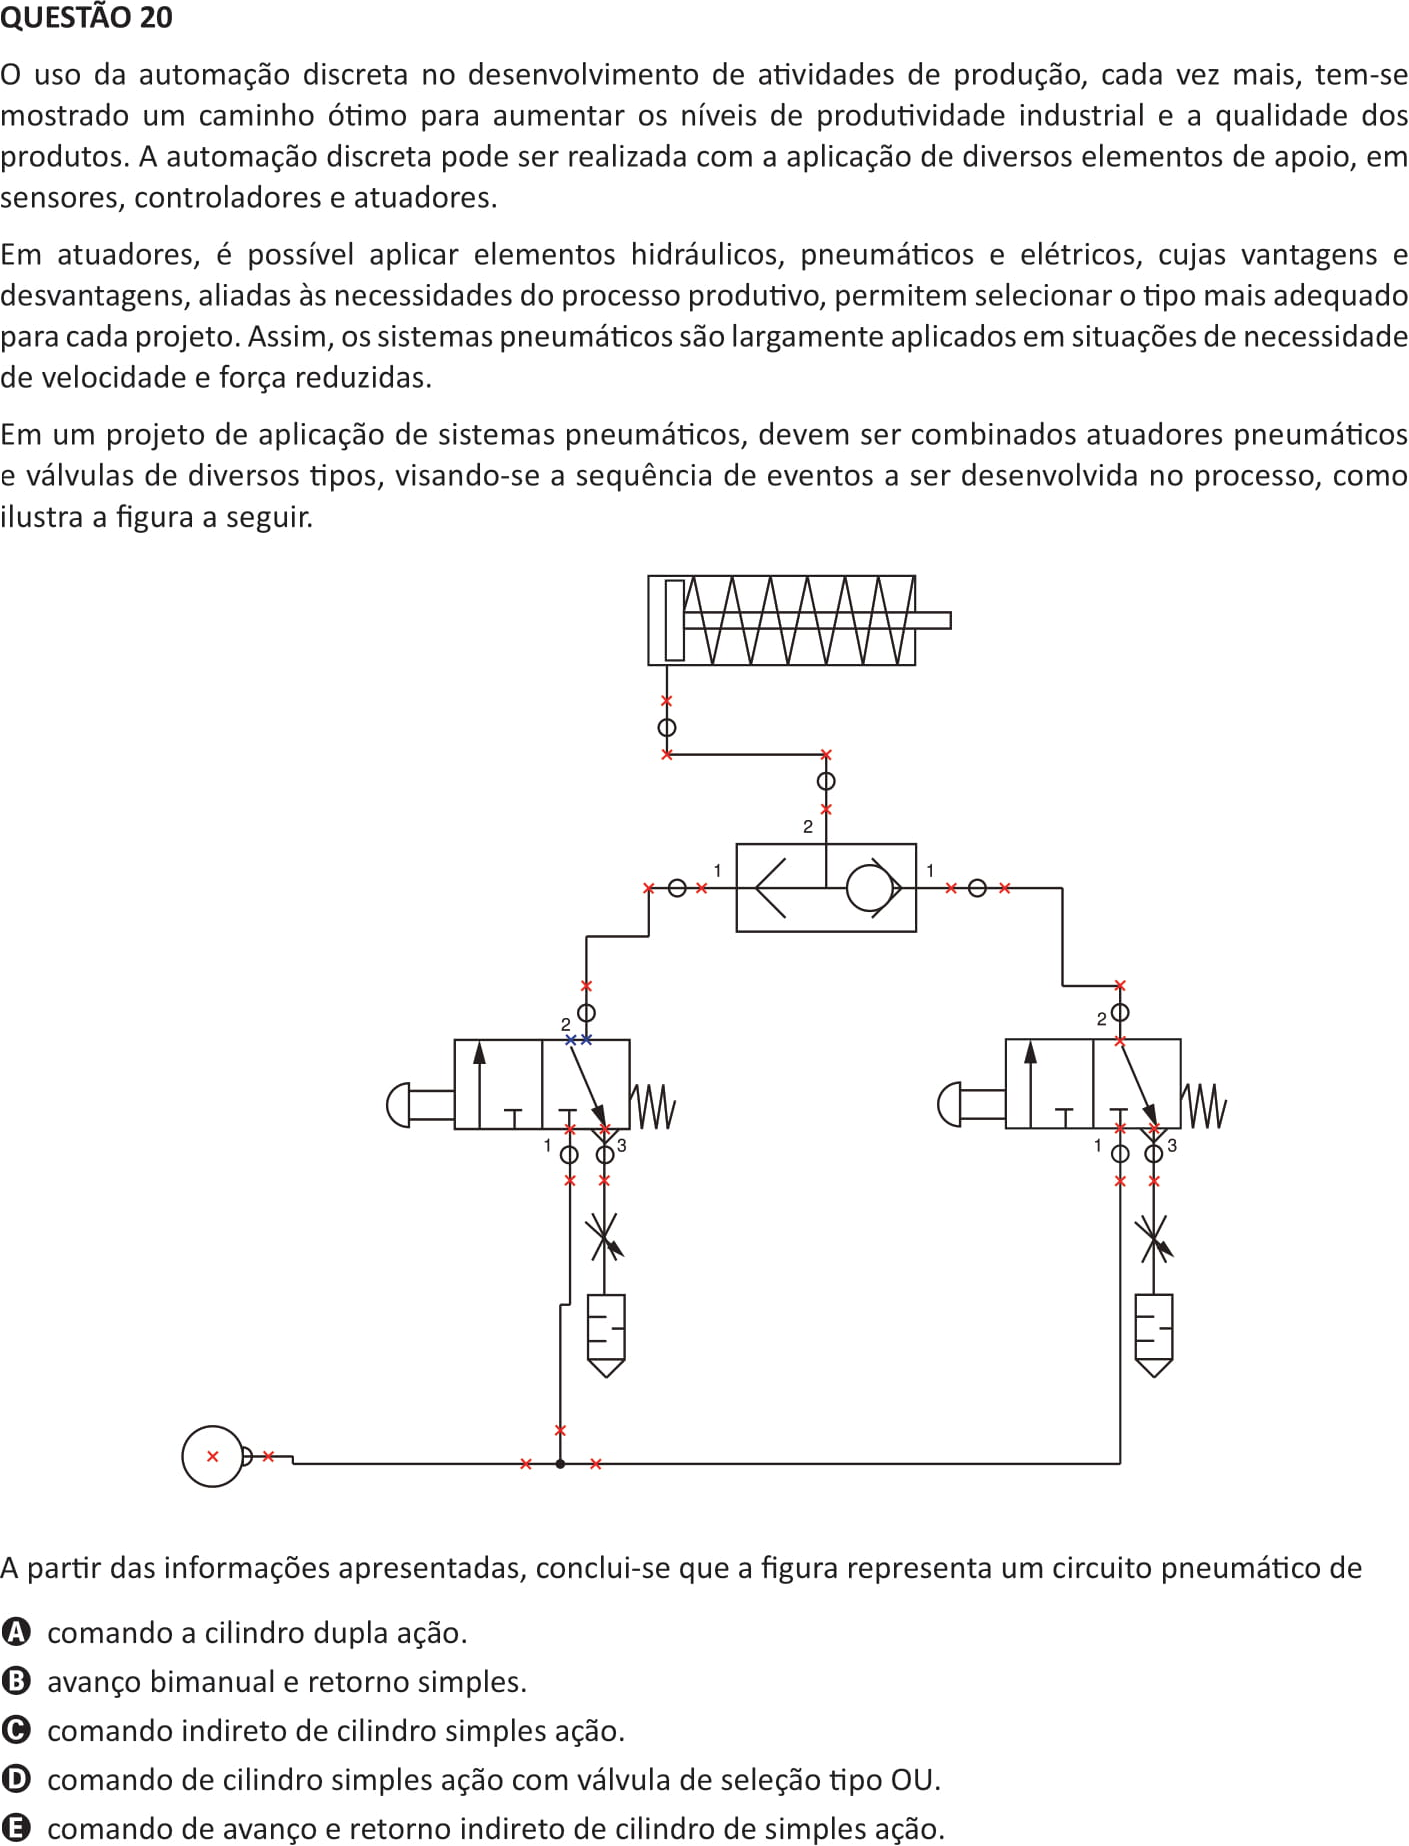 QUESTÃO 20
O uso da automação discreta no desenvolvimento de atividades de produção, cada vez mais, tem-se
mostrado um caminho ótimo para aumentar os níveis de produtividade industrial e a qualidade dos
produtos. A automação discreta pode ser realizada com a aplicação de diversos elementos de apoio, em
sensores, controladores e atuadores.
Em atuadores, é possível aplicar elementos hidráulicos, pneumáticos e elétricos, cujas vantagens e
desvantagens, aliadas às necessidades do processo produtivo, permitem selecionar o tipo mais adequado
para cada projeto. Assim, os sistemas pneumáticos são largamente aplicados em situações de necessidade
de velocidade e força reduzidas.
Em um projeto de aplicação de sistemas pneumáticos, devem ser combinados atuadores pneumáticos
e válvulas de diversos tipos, visando-se a sequência de eventos a ser desenvolvida no processo, como
ilustra a figura a seguir.
2
1 1
2 2
1 3 1 3
A partir das informações apresentadas, conclui-se que a figura representa um circuito pneumático de
A comando a cilindro dupla ação.
B avanço bimanual e retorno simples.
C comando indireto de cilindro simples ação.
D comando de cilindro simples ação com válvula de seleção tipo OU.
E comando de avanço e retorno indireto de cilindro de simples ação.